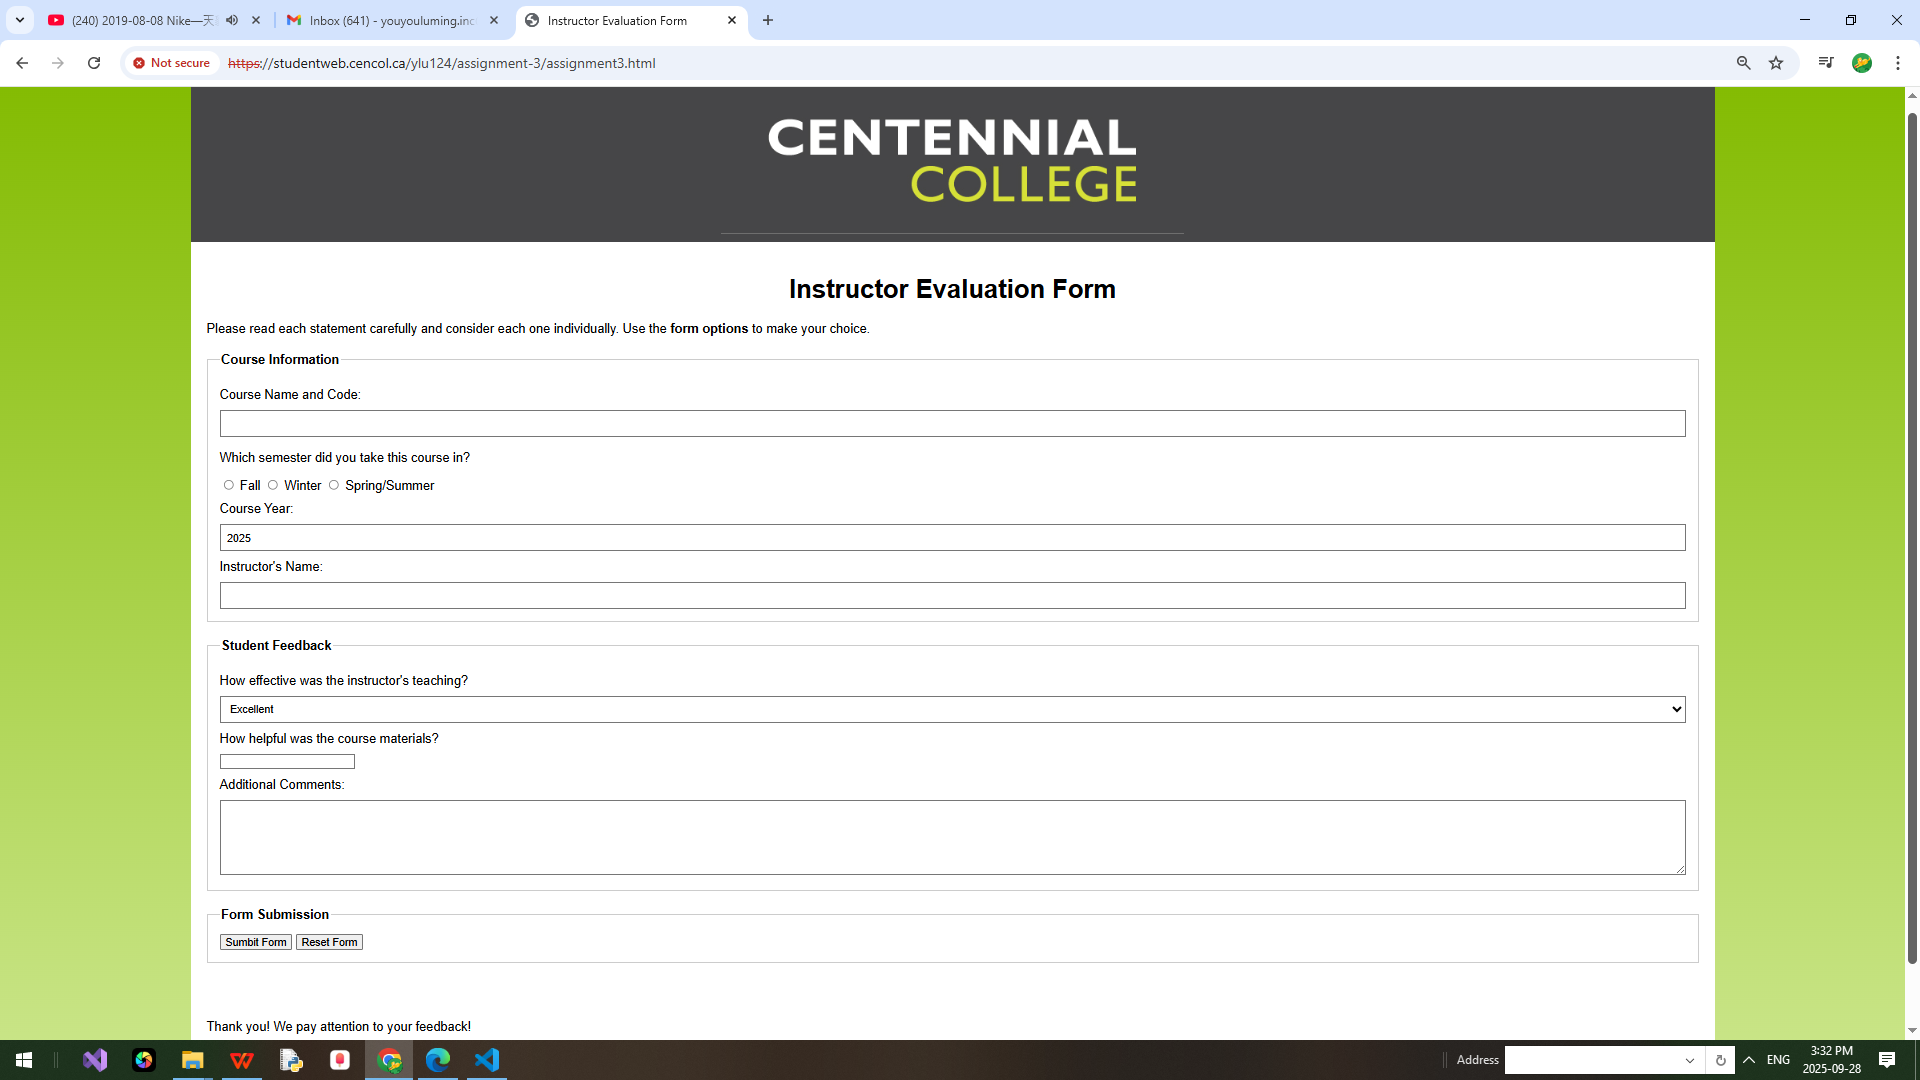 (240) 2019-08-08 Nike—天
Inbox (641) - youyouluming.inc
Instructor Evaluation Form
Not secure
https://studentweb.cencol.ca/ylu124/assignment-3/assignment3.html
CENTENNIAL
COLLEGE
Instructor Evaluation Form
Please read each statement carefully and consider each one individually. Use the form options to make your choice.
Course Information
Course Name and Code:
Which semester did you take this course in?
Fall Winter Spring/Summer
Course Year:
2025
Instructor's Name:
Student Feedback
How effective was the instructor's teaching?
Excellent
How helpful was the course materials?
Additional Comments:
Form Submission
Sumbit Form Reset Form
Thank you! We pay attention to your feedback!
Address
ENG
3:32 PM
2025-09-28